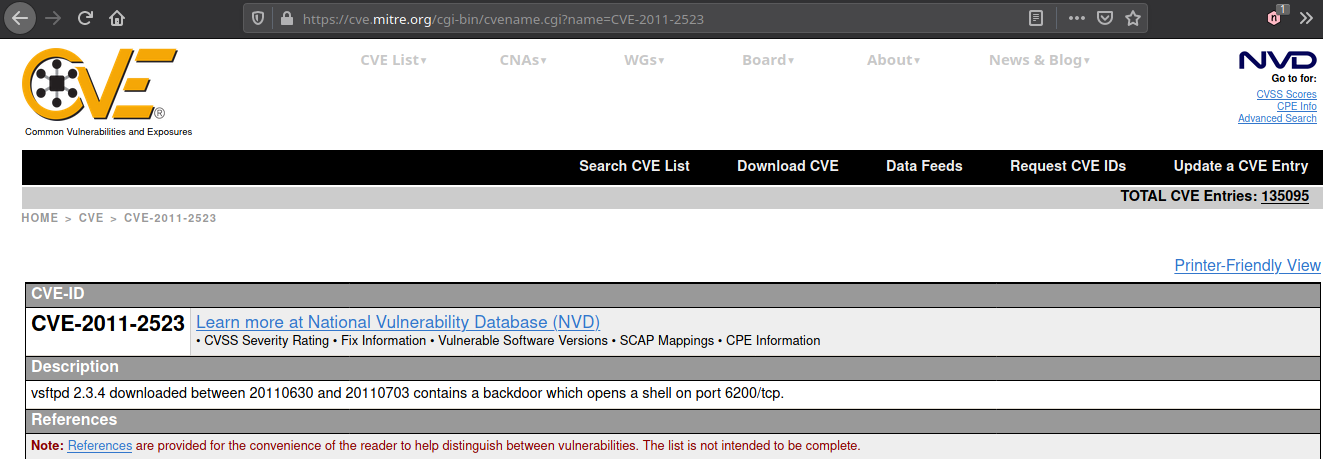 https://cve.mitre.org/cgi-bin/cvename.cgi?name=CVE-2011-2523
1
CVE®
Common Vulnerabilities and Exposures
CVE List▾ CNAs▾ WGs▾ Board▾ About▾ News & Blog▾
NVD
Go to for:
CVSS Scores
CPE Info
Advanced Search
Search CVE List Download CVE Data Feeds Request CVE IDs Update a CVE Entry
TOTAL CVE Entries: 135095
HOME > CVE > CVE-2011-2523
Printer-Friendly View
CVE-ID
CVE-2011-2523 Learn more at National Vulnerability Database (NVD)
• CVSS Severity Rating • Fix Information • Vulnerable Software Versions • SCAP Mappings • CPE Information
Description
vsftpd 2.3.4 downloaded between 20110630 and 20110703 contains a backdoor which opens a shell on port 6200/tcp.
References
Note: References are provided for the convenience of the reader to help distinguish between vulnerabilities. The list is not intended to be complete.